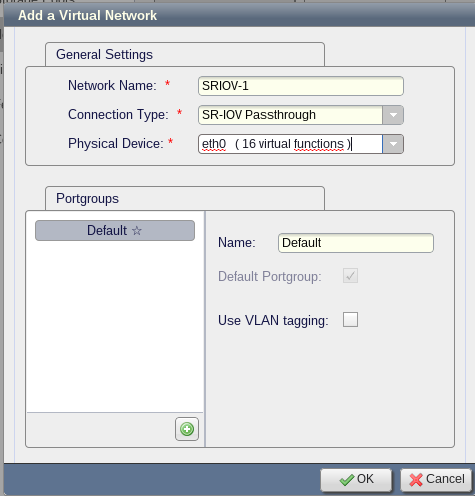 Add a Virtual Network
General Settings
Network Name: * SRIOV-1
Connection Type: * SR-IOV Passthrough
Physical Device: * eth0 ( 16 virtual functions )
Portgroups
Default ☆
Name: Default
Default Portgroup:
Use VLAN tagging:
OK Cancel